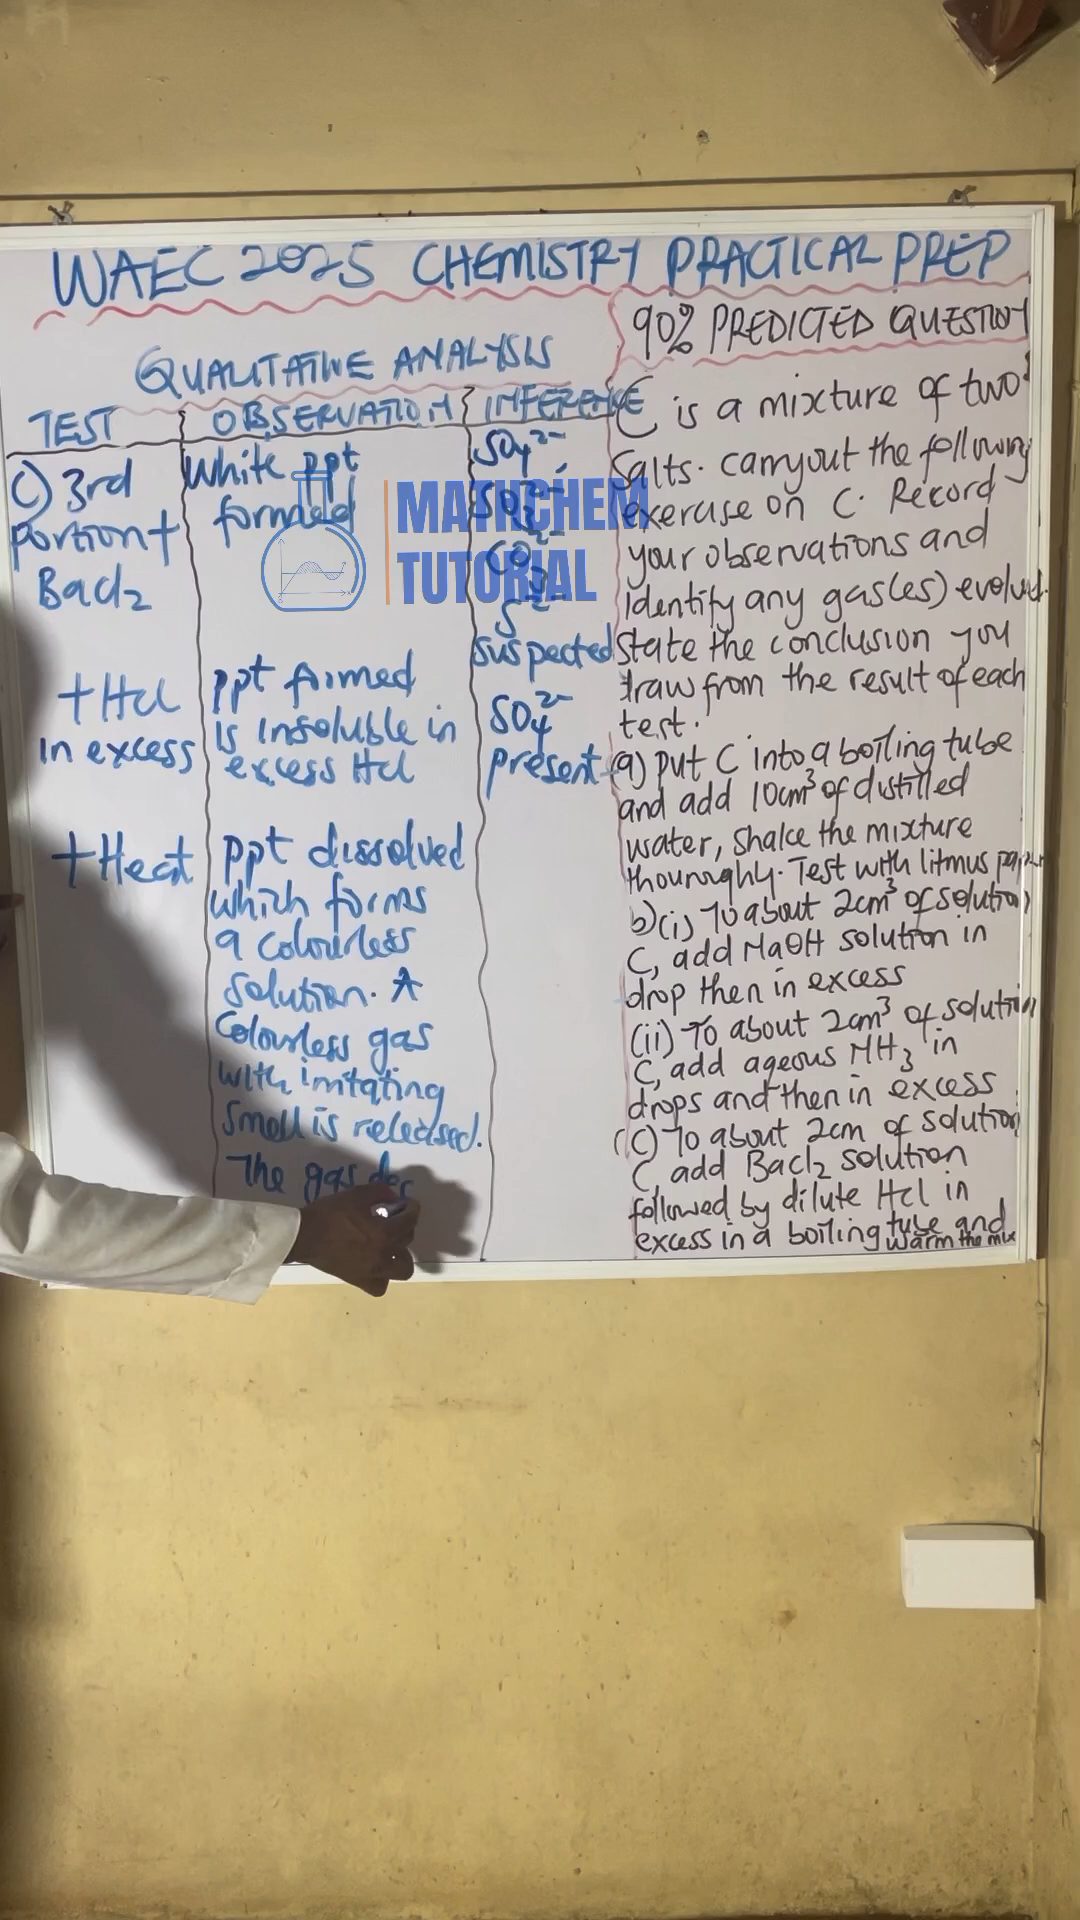 WAEC 2025 CHEMISTRY PRACTICAL PREP
QUALITATIVE ANALYSIS
TEST OBSERVATION INFERENCE
C) 3rd portion + BaCl2
White ppt formed
SO4 2-,
SO3 2-
CO3 2-
S2-
suspected
+HCl in excess
ppt formed
is insoluble in
excess HCl
SO4 2-
present
+Heat
ppt dissolved
which forms
a colourless
solution. A
Colourless gas
with irritating
smell is released.
The gas
MATHCHEM
TUTORIAL
90% PREDICTED QUESTION
C is a mixture of two
Salts. carryout the following
exercise on C. Record
your observations and
identify any gas(es) evolved.
state the conclusion you
draw from the result of each
test.
(a) put C into a boiling tube
and add 10cm3 of distilled
water, shake the mixture
thouroughly. Test with litmus paper
b)(i) To about 2cm3 of solution
C, add NaOH solution in
drop then in excess
(ii) To about 2cm3 of solution
C, add aqeous NH3 in
drops and then in excess
(C) To about 2cm of solution
C, add BaCl2 solution
followed by dilute HCl in
excess in a boiling tube and
warm the mix